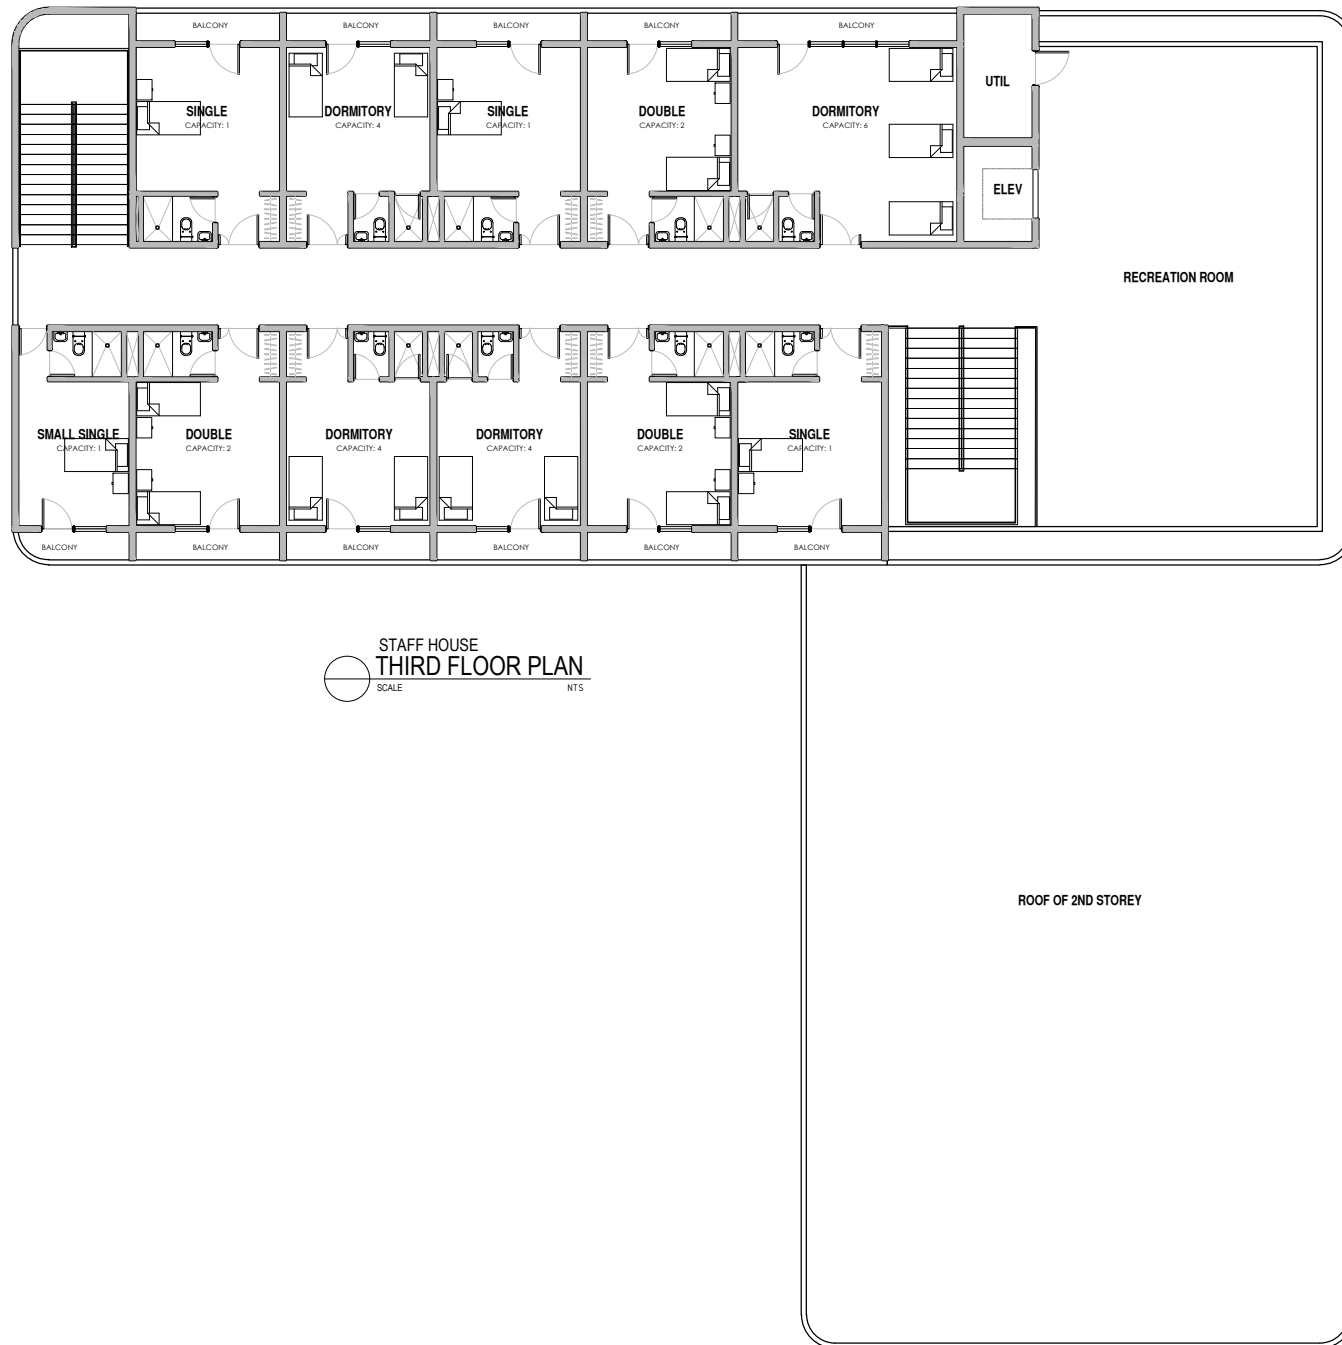 BALCONY
BALCONY
BALCONY
BALCONY
BALCONY
UTIL
SINGLE
CAPACITY: 1
DORMITORY
CAPACITY: 4
SINGLE
CAPACITY: 1
DOUBLE
CAPACITY: 2
DORMITORY
CAPACITY: 6
ELEV
RECREATION ROOM
SMALL SINGLE
CAPACITY: 1
DOUBLE
CAPACITY: 2
DORMITORY
CAPACITY: 4
DORMITORY
CAPACITY: 4
DOUBLE
CAPACITY: 2
SINGLE
CAPACITY: 1
BALCONY
BALCONY
BALCONY
BALCONY
BALCONY
BALCONY
STAFF HOUSE
THIRD FLOOR PLAN
SCALE NTS
ROOF OF 2ND STOREY